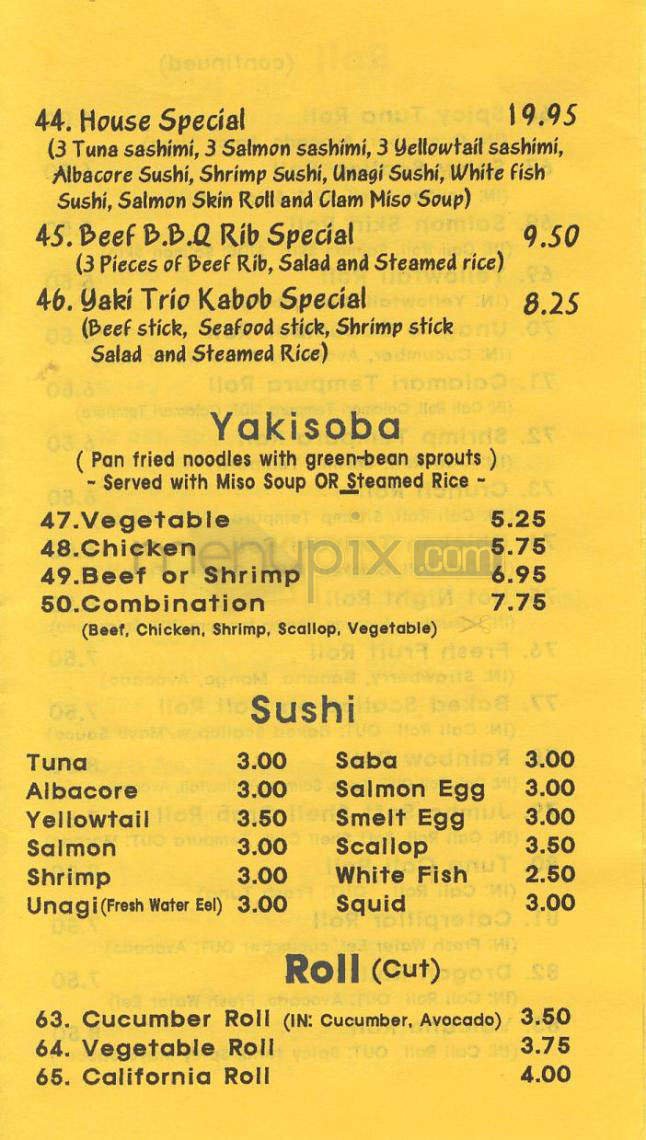 44. House Special 19.95
(3 Tuna sashimi, 3 Salmon sashimi, 3 Yellowtail sashimi,
Albacore Sushi, Shrimp Sushi, Unagi Sushi, White fish
Sushi, Salmon Skin Roll and Clam Miso Soup)
45. Beef B.B.Q Rib Special 9.50
(3 Pieces of Beef Rib, Salad and Steamed rice)
46. Yaki Trio Kabob Special 8.25
(Beef stick, Seafood stick, Shrimp stick
Salad and Steamed Rice)
Yakisoba
( Pan fried noodles with green-bean sprouts )
~ Served with Miso Soup OR Steamed Rice ~
47.Vegetable 5.25
48.Chicken 5.75
menupix.com
49.Beef or Shrimp 6.95
50.Combination 7.75
(Beef, Chicken, Shrimp, Scallop, Vegetable)
Sushi
Tuna 3.00 Saba 3.00
Albacore 3.00 Salmon Egg 3.00
Yellowtail 3.50 Smelt Egg 3.00
Salmon 3.00 Scallop 3.50
Shrimp 3.00 White Fish 2.50
Unagi(Fresh Water Eel) 3.00 Squid 3.00
Roll (Cut)
63. Cucumber Roll (IN: Cucumber, Avocado) 3.50
64. Vegetable Roll 3.75
65. California Roll 4.00